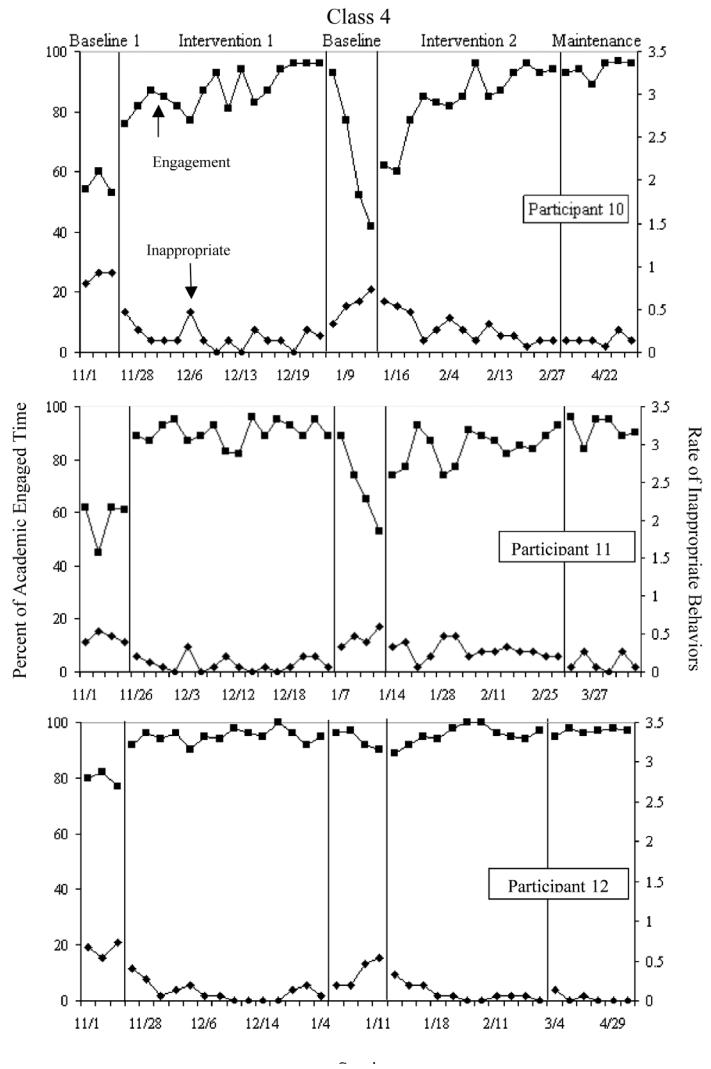 Class 4
Baseline 1 Intervention 1 Baseline Intervention 2 Maintenance
100 3.5
80 3
2.5
60 2
40 1.5
1
20 0.5
0 0
Engagement
Inappropriate
Participant 10
11/1 11/28 12/6 12/13 12/19 1/9 1/16 2/4 2/13 2/27 4/22
Percent of Academic Engaged Time
Rate of Inappropriate Behaviors
100 3.5
80 3
2.5
60 2
40 1.5
1
20 0.5
0 0
Participant 11
11/1 11/26 12/3 12/12 12/18 1/7 1/14 1/28 2/11 2/25 3/27
100 3.5
80 3
2.5
60 2
40 1.5
1
20 0.5
0 0
Participant 12
11/1 11/28 12/6 12/14 1/4 1/11 1/18 2/11 3/4 4/29